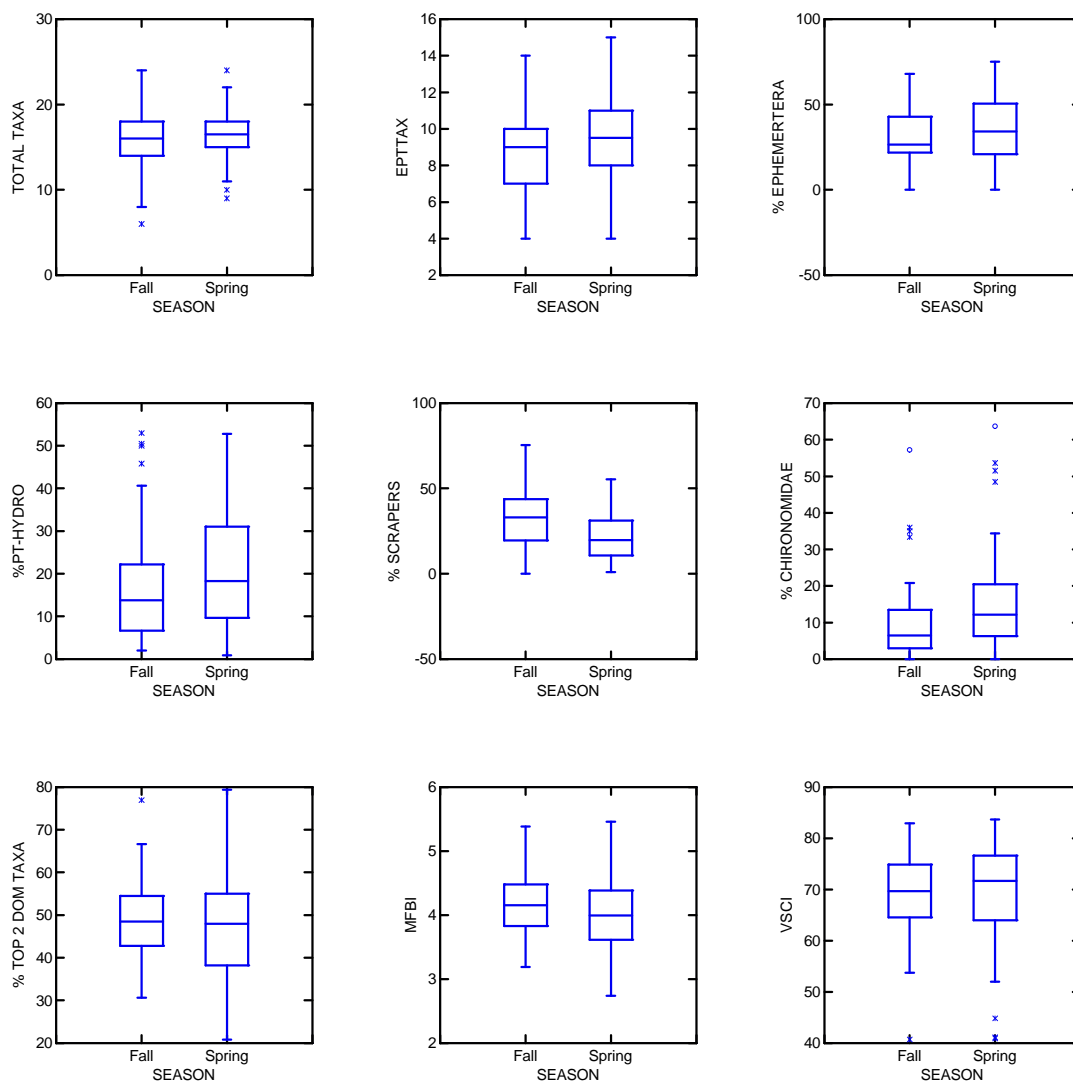 30
20
10
0
TOTAL TAXA
Fall Spring
SEASON
16
14
12
10
8
6
4
2
EPTTAX
Fall Spring
SEASON
100
50
0
-50
% EPHEMERTERA
Fall Spring
SEASON
60
50
40
30
20
10
0
%PT-HYDRO
Fall Spring
SEASON
100
50
0
-50
% SCRAPERS
Fall Spring
SEASON
70
60
50
40
30
20
10
0
% CHIRONOMIDAE
Fall Spring
SEASON
80
70
60
50
40
30
20
% TOP 2 DOM TAXA
Fall Spring
SEASON
6
5
4
3
2
MFBI
Fall Spring
SEASON
90
80
70
60
50
40
VSCI
Fall Spring
SEASON